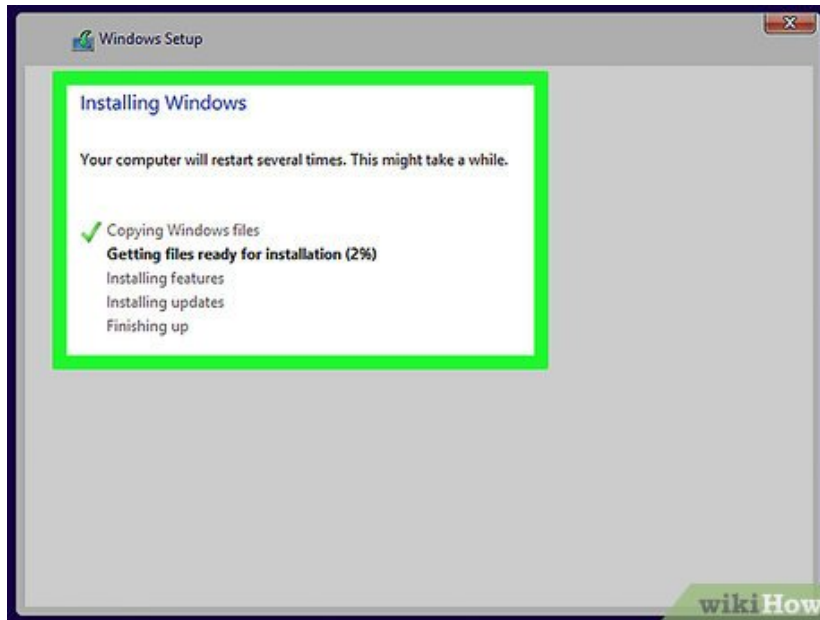 Windows Setup
Installing Windows
Your computer will restart several times. This might take a while.
Copying Windows files
Getting files ready for installation (2%)
Installing features
Installing updates
Finishing up
wikiHow